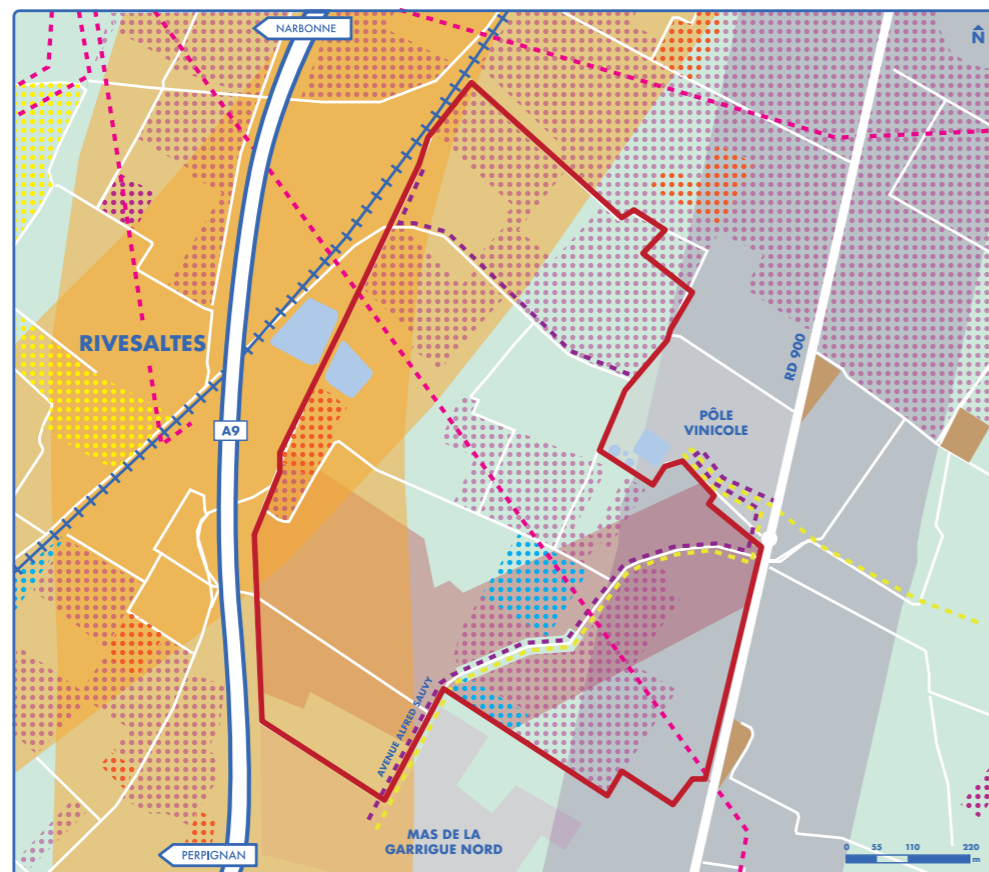 NARBONNE
N
RIVESALTES
RD 900
A9
PÔLE
VINICOLE
AVENUE ALFRED SAUVY
MAS DE LA
GARRIGUE NORD
PERPIGNAN
0 55 110 220
m